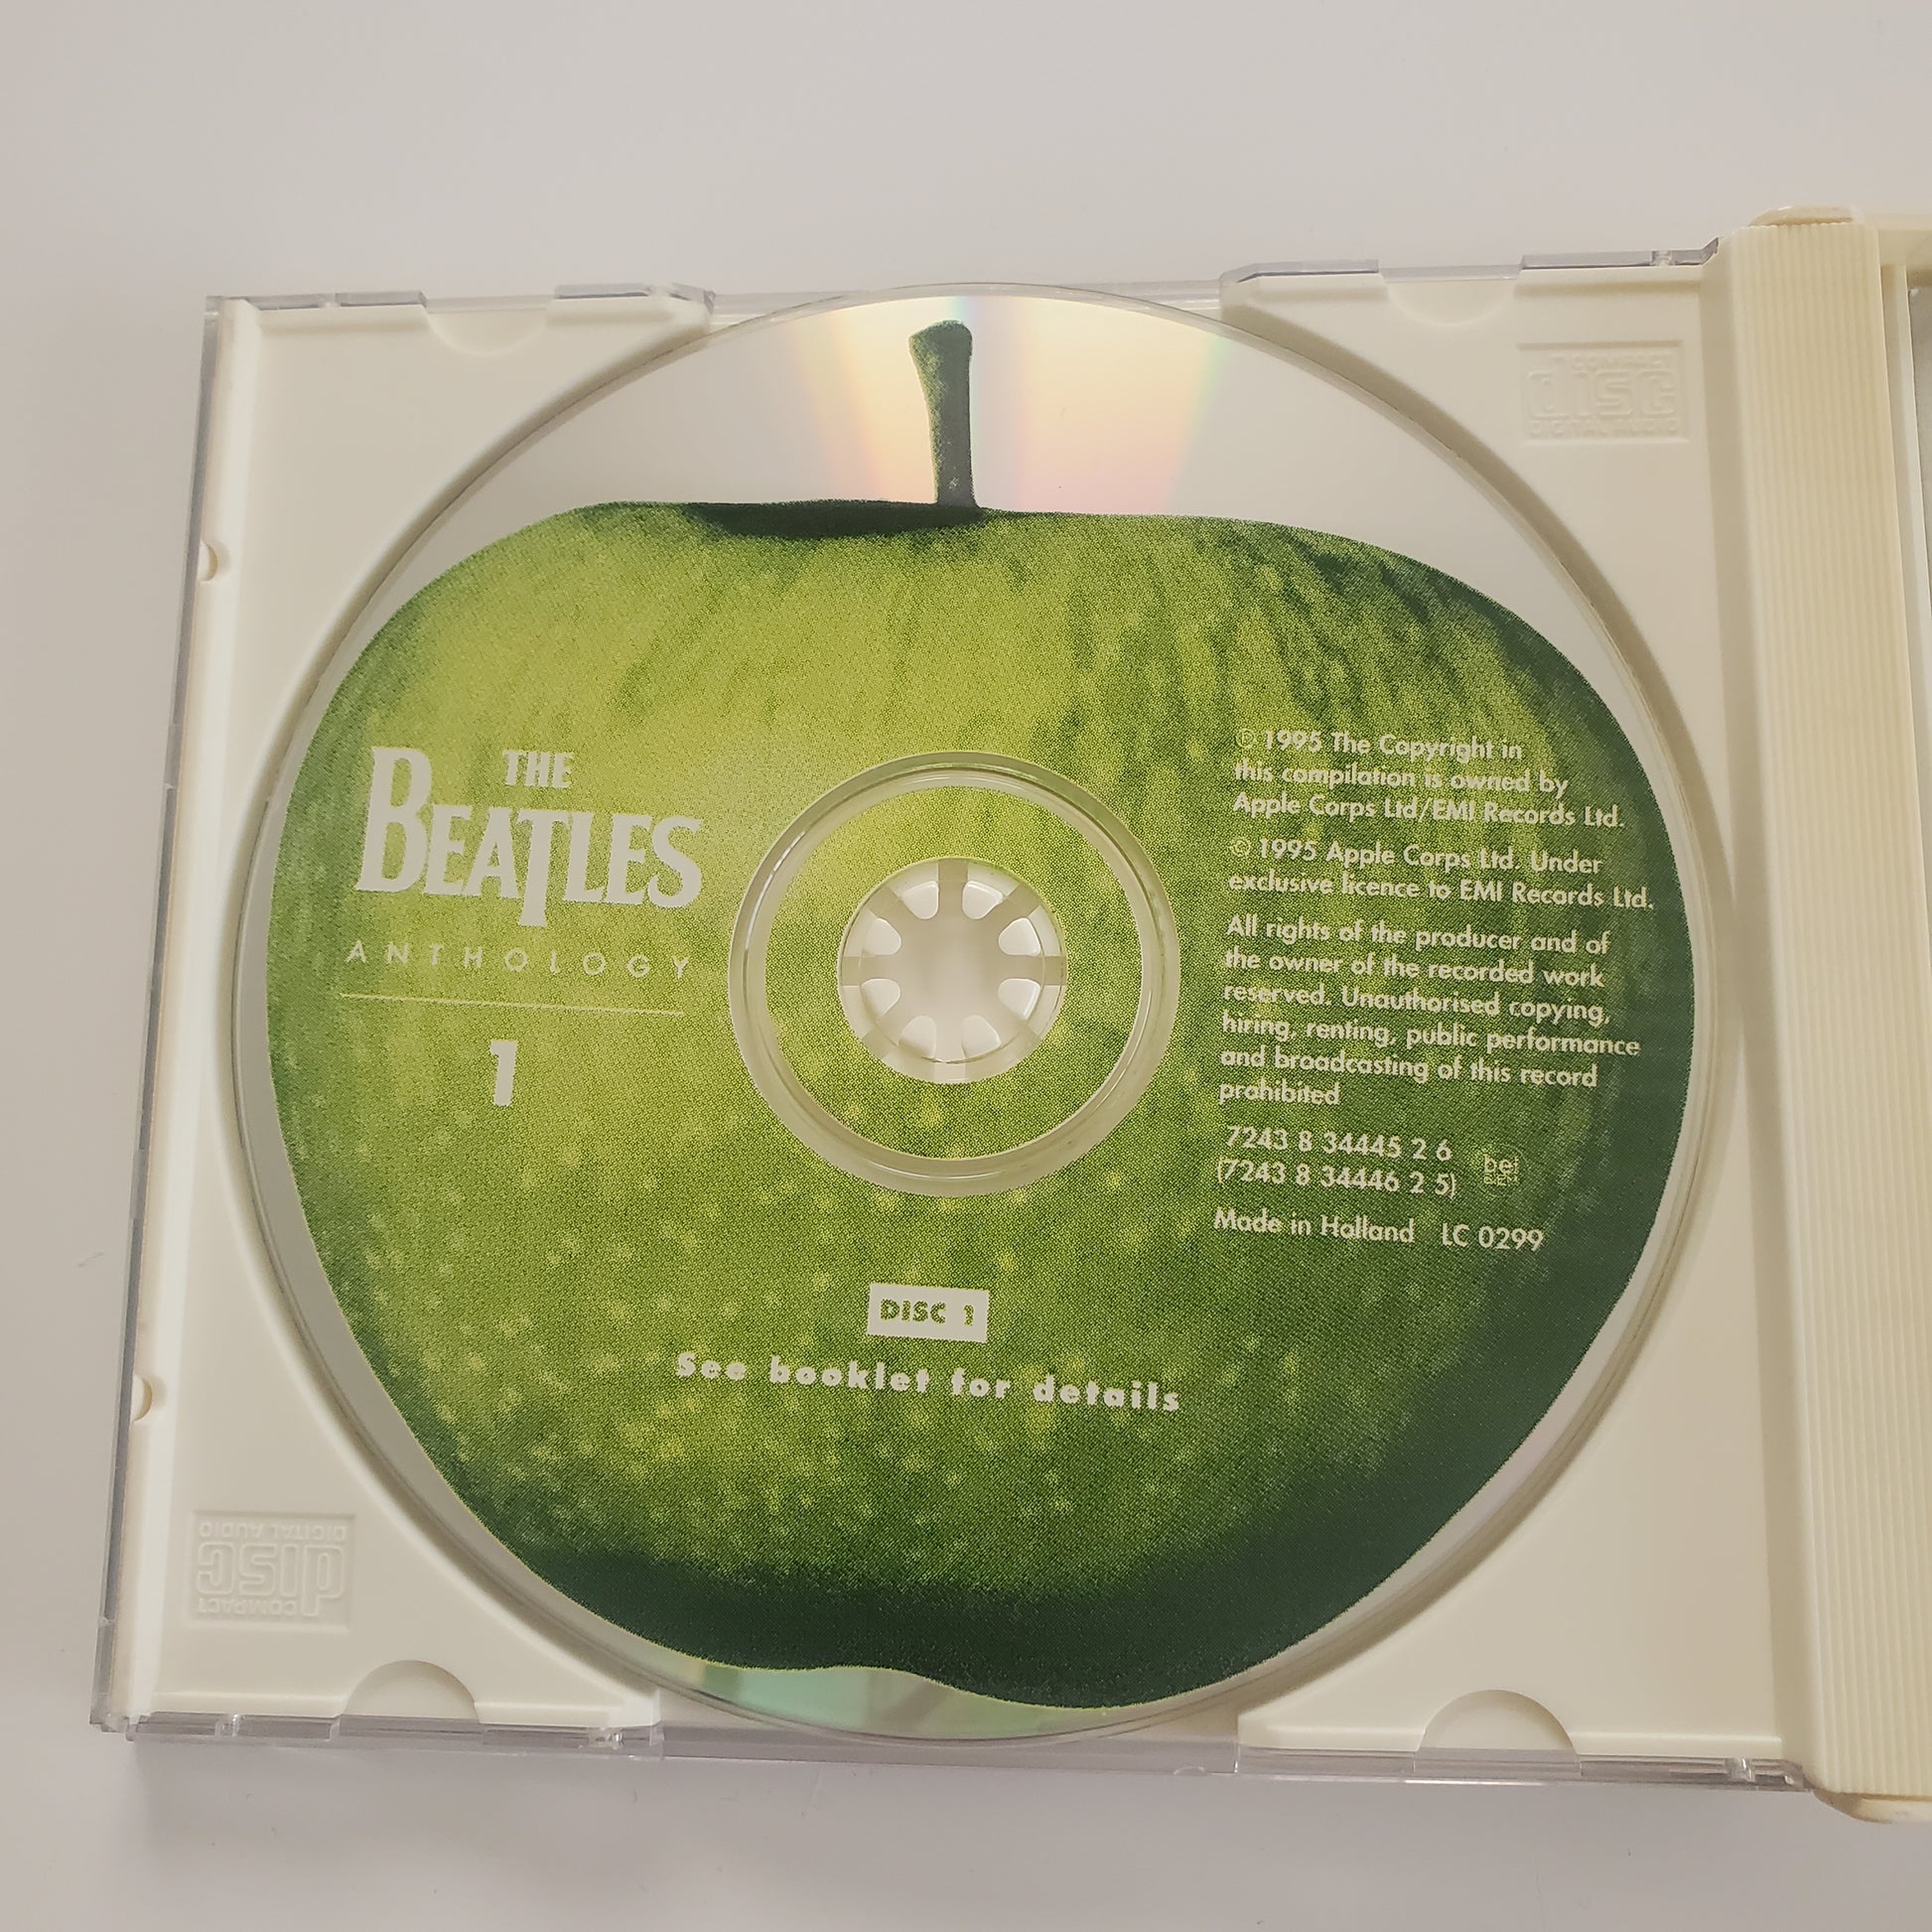 COMPACT
disc
DIGITAL AUDIO
THE
BEATLES
ANTHOLOGY
1
℗ 1995 The Copyright in
this compilation is owned by
Apple Corps Ltd/EMI Records Ltd.
© 1995 Apple Corps Ltd. Under
exclusive licence to EMI Records Ltd.
All rights of the producer and of
the owner of the recorded work
reserved. Unauthorised copying,
hiring, renting, public performance
and broadcasting of this record
prohibited
7243 8 34445 2 6
(7243 8 34446 2 5)
bel
BIEM
Made in Holland LC 0299
DISC 1
See booklet for details
COMPACT
disc
DIGITAL AUDIO